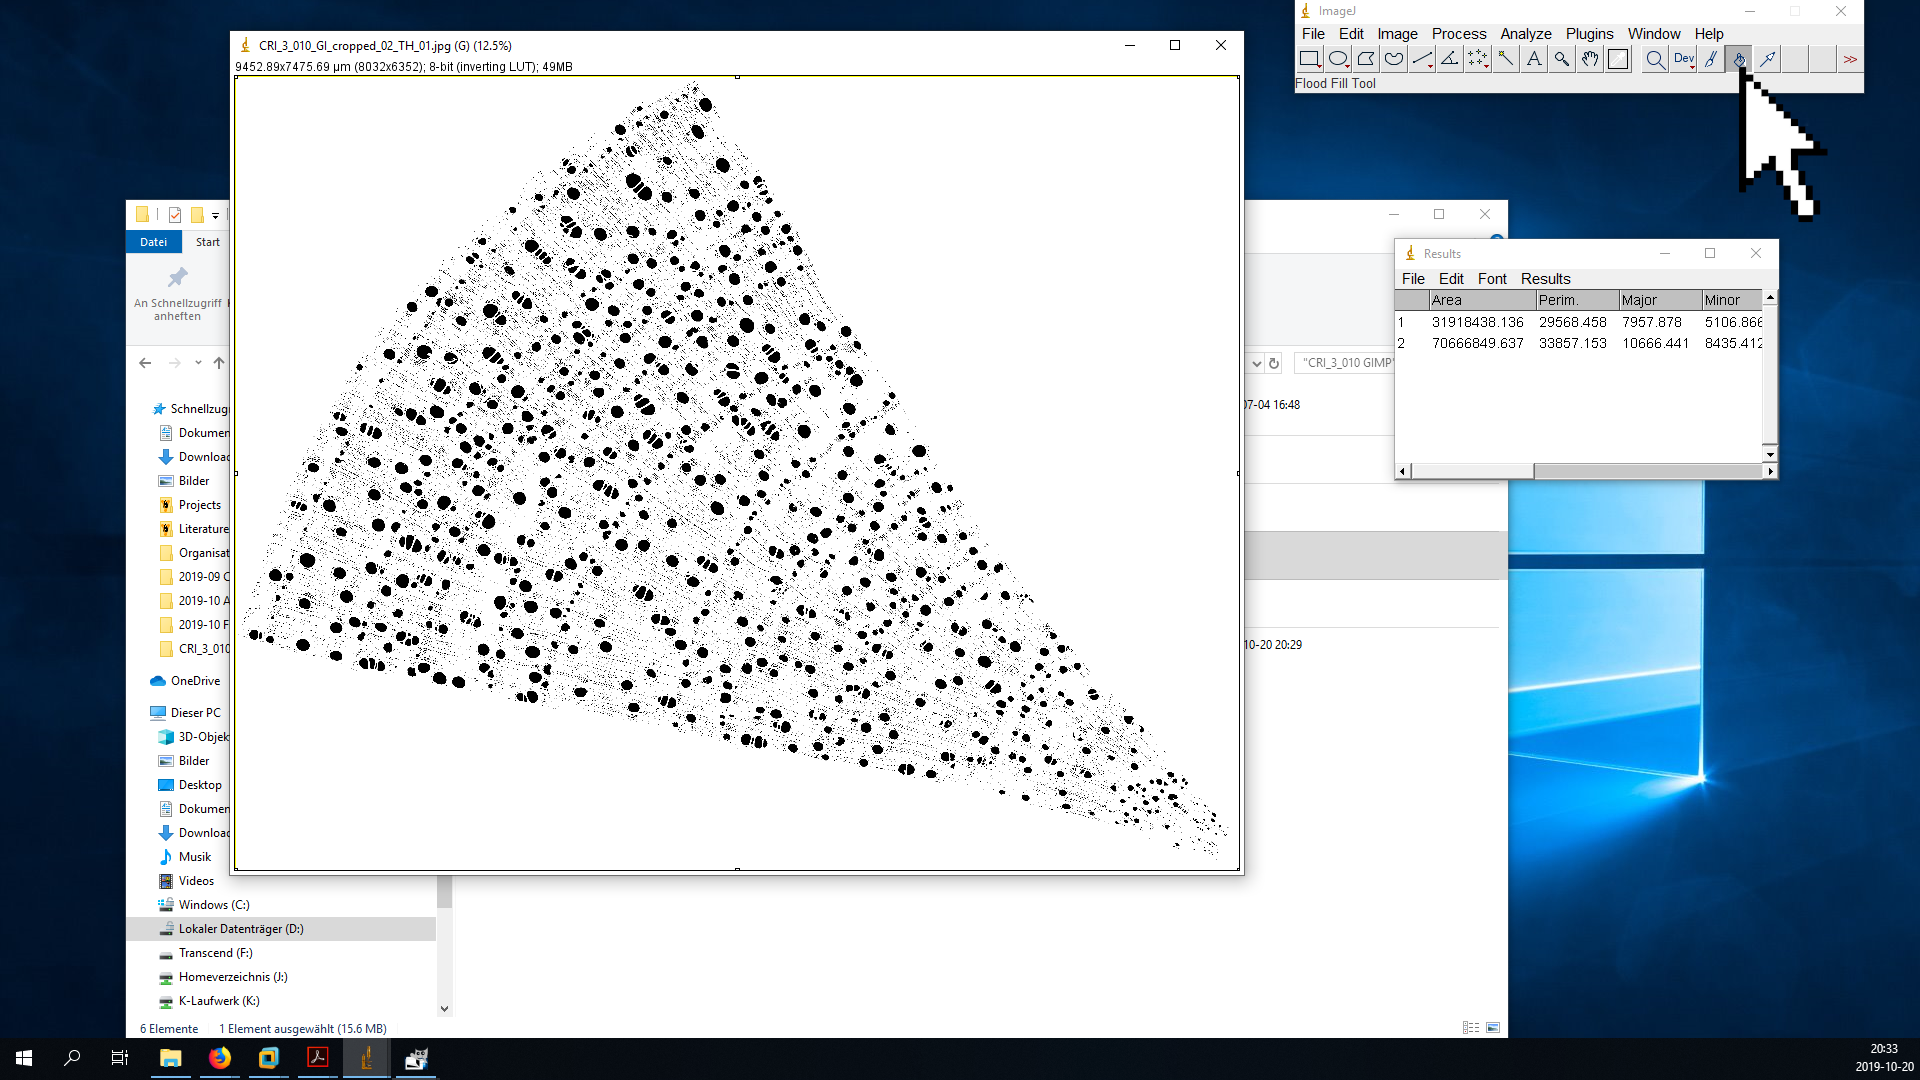 CRI_3_010_GI_cropped_02_TH_01.jpg (G) (12.5%)
9452.89x7475.69 µm (8032x6352); 8-bit (inverting LUT); 49MB
ImageJ
File Edit Image Process Analyze Plugins Window Help
A Dev >>
Flood Fill Tool
Results
File Edit Font Results
Area Perim. Major Minor
1 31918438.136 29568.458 7957.878 5106.866
2 70666849.637 33857.153 10666.441 8435.412
Datei Start
An Schnellzugriff
anheften
"CRI_3_010 GIMP"
07-04 16:48
10-20 20:29
Schnellzug
Dokumen
Download
Bilder
Projects
Literature
Organisat
2019-09 C
2019-10 A
2019-10 F
CRI_3_010
OneDrive
Dieser PC
3D-Objek
Bilder
Desktop
Dokumen
Download
Musik
Videos
Windows (C:)
Lokaler Datenträger (D:)
Transcend (F:)
Homeverzeichnis (J:)
K-Laufwerk (K:)
6 Elemente 1 Element ausgewählt (15.6 MB)
20:33
2019-10-20